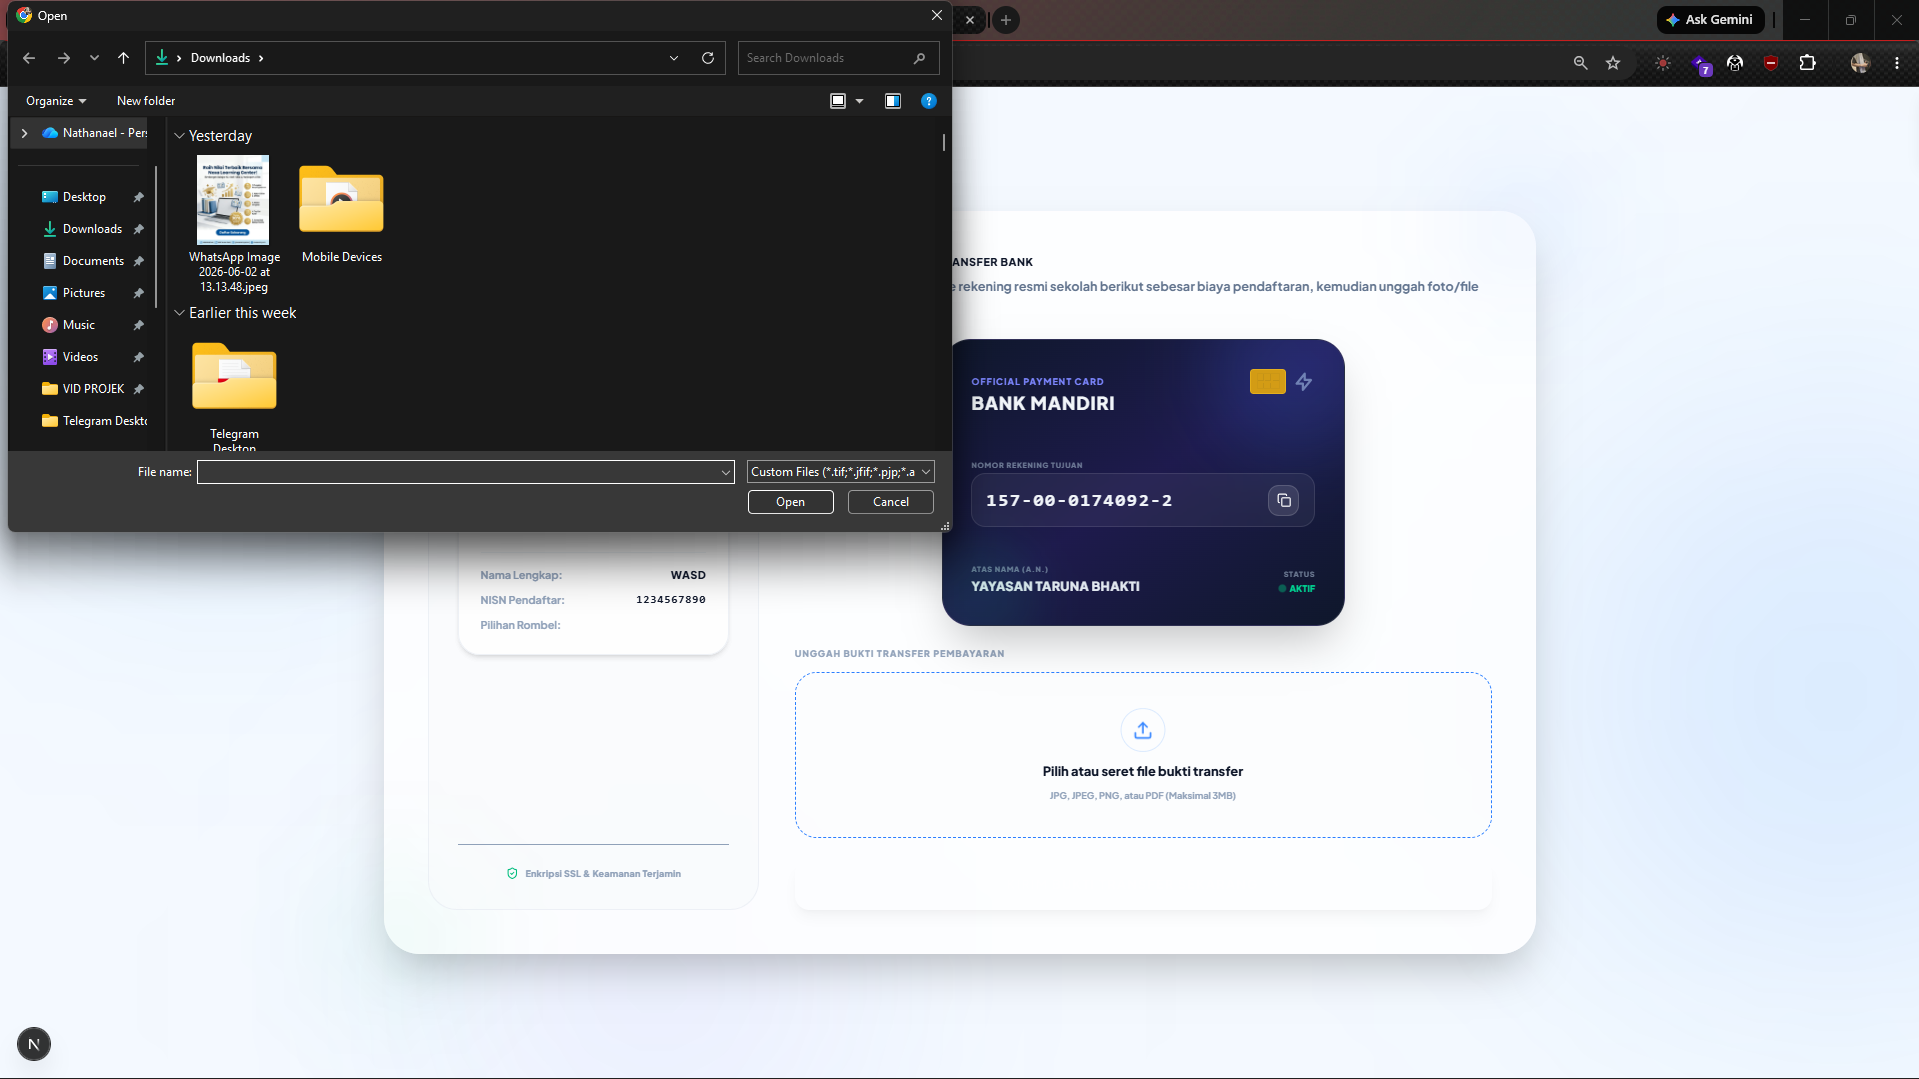 Open
Ask Gemini
Downloads
Search Downloads
7
Organize
New folder
Nathanael - Pers
Desktop
Downloads
Documents
Pictures
Music
Videos
VID PROJEK
Telegram Deskto
Yesterday
WhatsApp Image
2026-06-02 at
13.13.48.jpeg
Mobile Devices
Earlier this week
Telegram
Desktop
File name:
Custom Files (*.tif;*.jfif;*.pjp;*.a
Open
Cancel
ANSFER BANK
e rekening resmi sekolah berikut sebesar biaya pendaftaran, kemudian unggah foto/file
OFFICIAL PAYMENT CARD
BANK MANDIRI
NOMOR REKENING TUJUAN
157-00-0174092-2
ATAS NAMA (A.N.)
YAYASAN TARUNA BHAKTI
STATUS
AKTIF
Nama Lengkap: WASD
NISN Pendaftar: 1234567890
Pilihan Rombel:
Enkripsi SSL & Keamanan Terjamin
UNGGAH BUKTI TRANSFER PEMBAYARAN
Pilih atau seret file bukti transfer
JPG, JPEG, PNG, atau PDF (Maksimal 3MB)
N